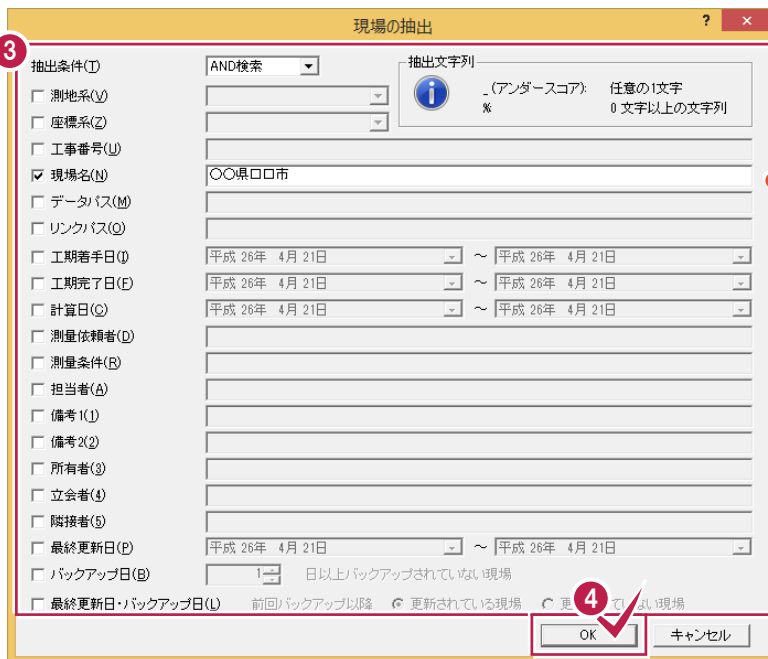 現場の抽出
? ×
3
抽出条件(T) AND検索
抽出文字列
_(アンダースコア): 任意の1文字
% 0 文字以上の文字列
測地系(V)
座標系(Z)
工事番号(U)
現場名(N) 〇〇県口口市
データパス(M)
リンクパス(O)
工期着手日(I) 平成 26年 4月 21日 ～ 平成 26年 4月 21日
工期完了日(F) 平成 26年 4月 21日 ～ 平成 26年 4月 21日
計算日(C) 平成 26年 4月 21日 ～ 平成 26年 4月 21日
測量依頼者(D)
測量条件(R)
担当者(A)
備考1(1)
備考2(2)
所有者(3)
立会者(4)
隣接者(5)
最終更新日(P) 平成 26年 4月 21日 ～ 平成 26年 4月 21日
バックアップ日(B) 1 日以上バックアップされていない現場
最終更新日・バックアップ日(L) 前回バックアップ以降 更新されている現場 更 ていない現場
4
OK キャンセル